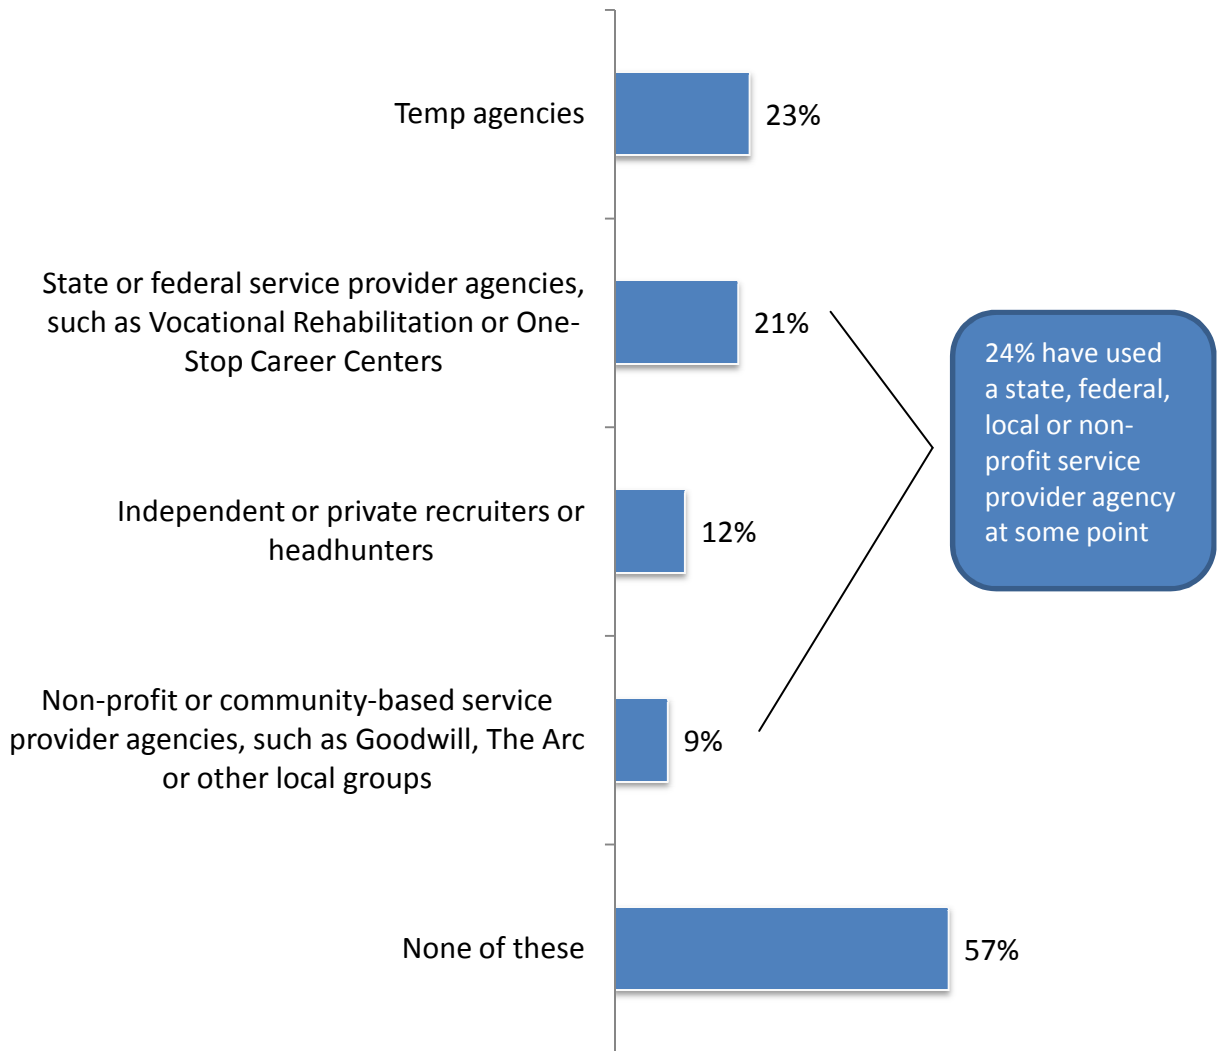 Temp agencies
23%
State or federal service provider agencies,
such as Vocational Rehabilitation or One-
Stop Career Centers
21%
24% have used
a state, federal,
local or non-
profit service
provider agency
at some point
Independent or private recruiters or
headhunters
12%
Non-profit or community-based service
provider agencies, such as Goodwill, The Arc
or other local groups
9%
None of these
57%